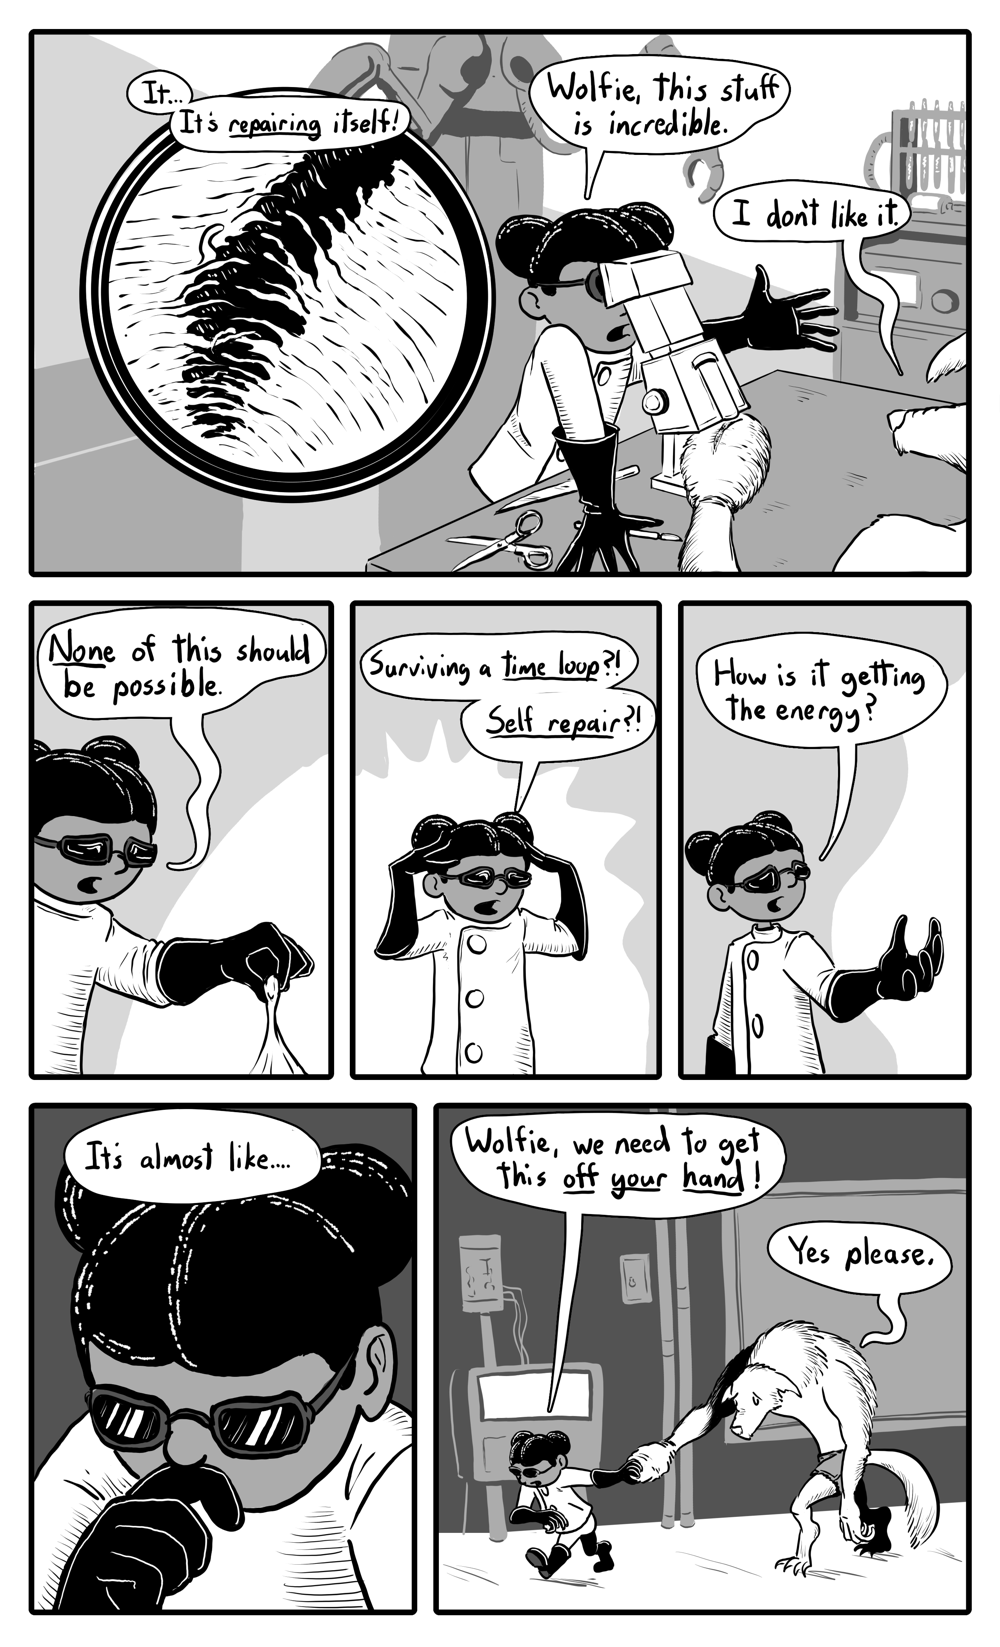 It...
It's repairing itself!
Wolfie, this stuff
is incredible.
I don't like it.
None of this should
be possible.
Surviving a time loop?!
Self repair?!
How is it getting
the energy?
It's almost like....
Wolfie, we need to get
this off your hand!
Yes please.